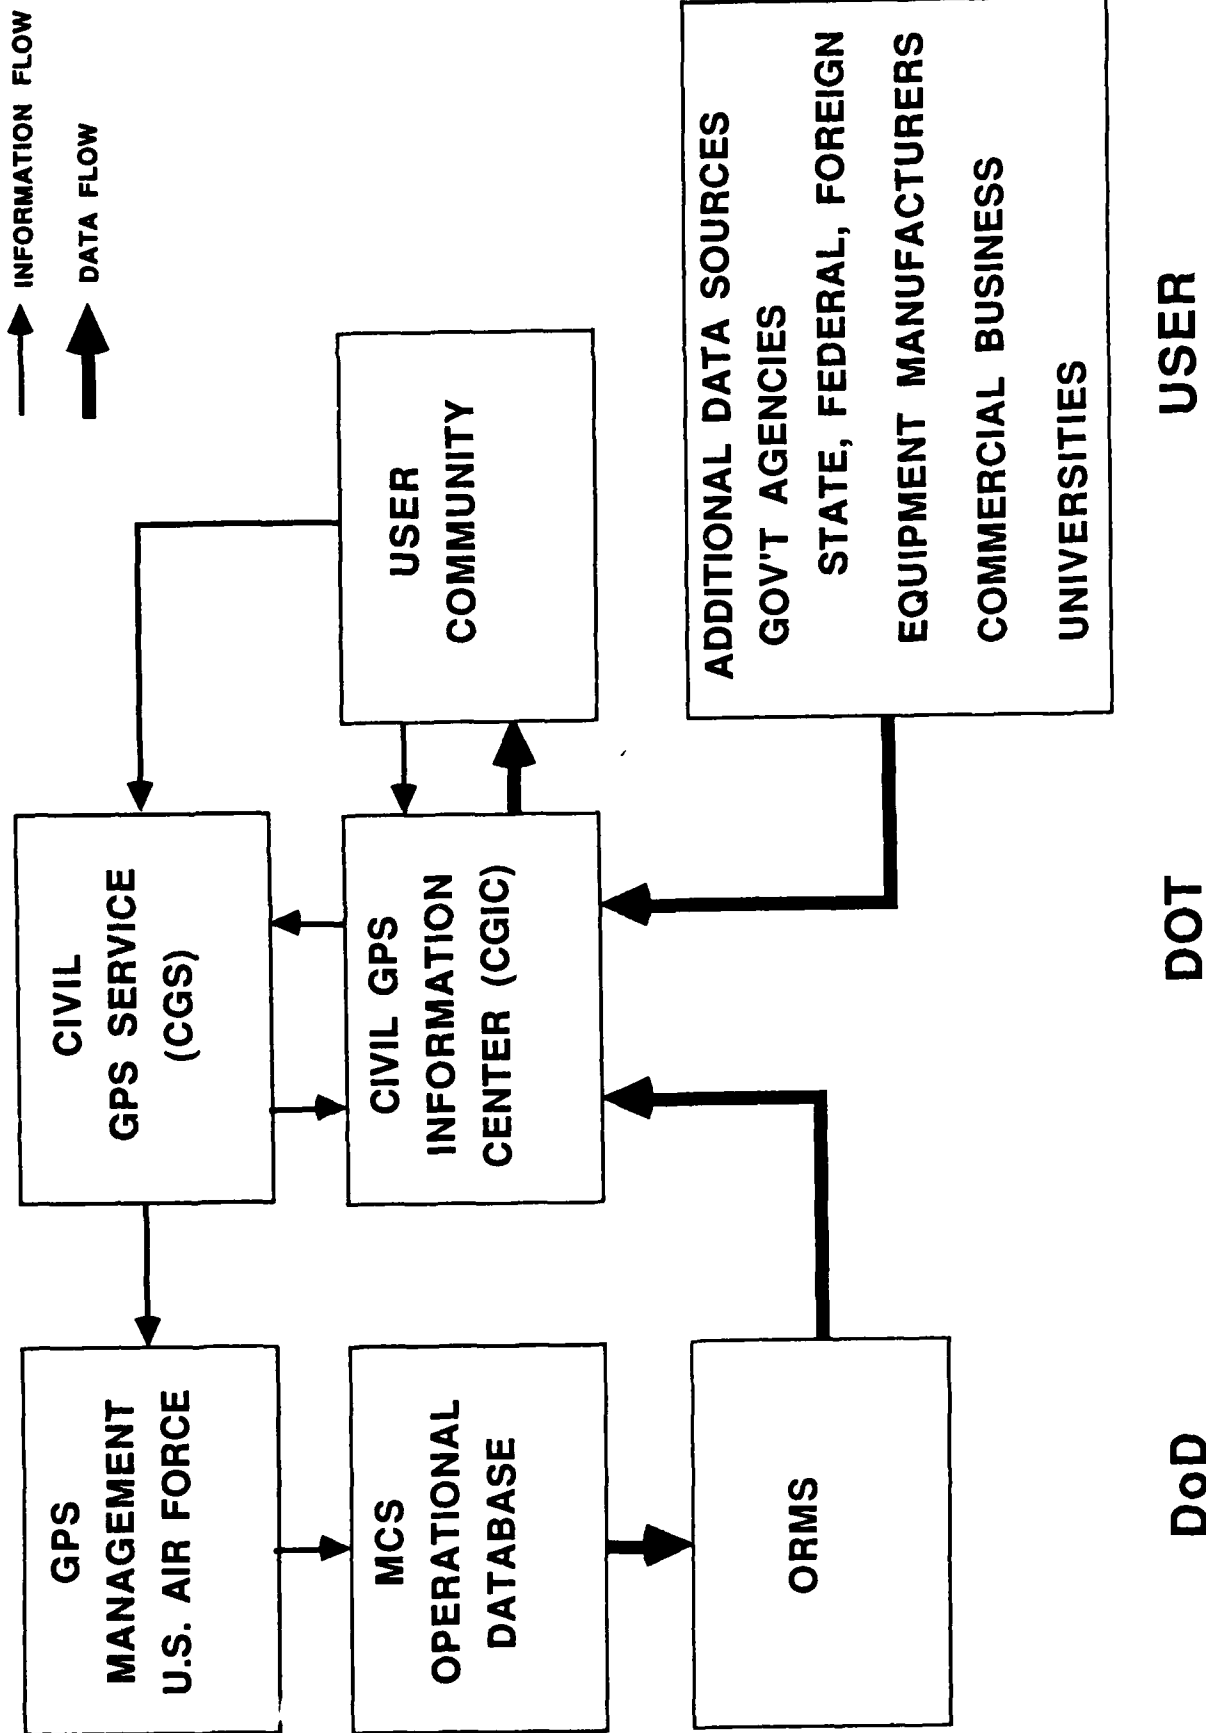 INFORMATION FLOW
DATA FLOW
GPS
MANAGEMENT
U.S. AIR FORCE
CIVIL
GPS SERVICE
(CGS)
MCS
OPERATIONAL
DATABASE
CIVIL GPS
INFORMATION
CENTER (CGIC)
USER
COMMUNITY
ORMS
ADDITIONAL DATA SOURCES
GOV'T AGENCIES
STATE, FEDERAL, FOREIGN
EQUIPMENT MANUFACTURERS
COMMERCIAL BUSINESS
UNIVERSITIES
DoD
DOT
USER